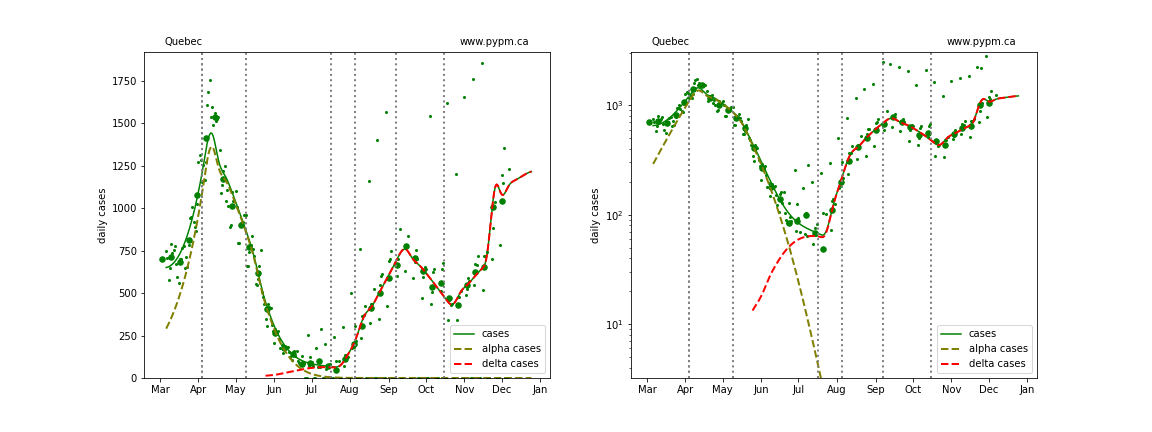 Quebec www.pypm.ca
daily cases
1750
1500
1250
1000
750
500
250
0
Mar Apr May Jun Jul Aug Sep Oct Nov Dec Jan
cases
alpha cases
delta cases
Quebec www.pypm.ca
daily cases
10³
10²
10¹
Mar Apr May Jun Jul Aug Sep Oct Nov Dec Jan
cases
alpha cases
delta cases